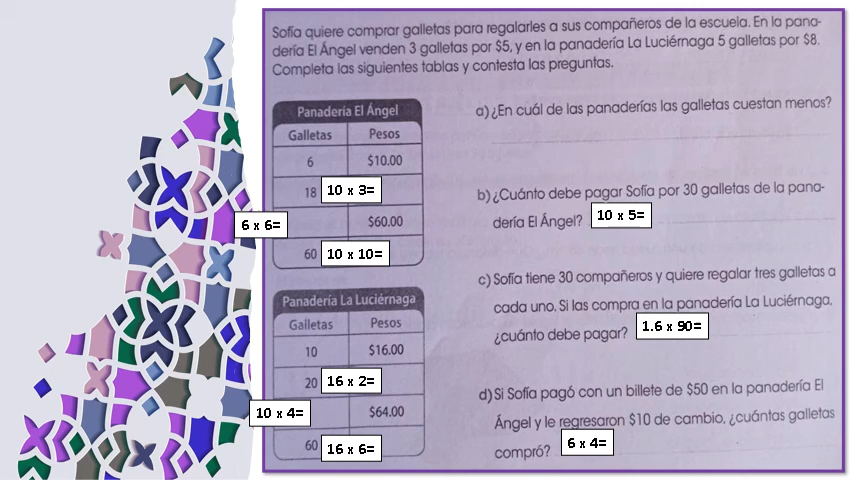 Sofía quiere comprar galletas para regalarles a sus compañeros de la escuela. En la pana-
dería El Ángel venden 3 galletas por $5, y en la panadería La Luciérnaga 5 galletas por $8.
Completa las siguientes tablas y contesta las preguntas.
Panadería El Ángel
Galletas Pesos
6 $10.00
18 10 x 3=
6 x 6= $60.00
60 10 x 10=
Panadería La Luciérnaga
Galletas Pesos
10 $16.00
20 16 x 2=
10 x 4= $64.00
60 16 x 6=
a) ¿En cuál de las panaderías las galletas cuestan menos?
b) ¿Cuánto debe pagar Sofía por 30 galletas de la pana-
dería El Ángel? 10 x 5=
c) Sofía tiene 30 compañeros y quiere regalar tres galletas a
cada uno. Si las compra en la panadería La Luciérnaga,
¿cuánto debe pagar? 1.6 x 90=
d) Si Sofía pagó con un billete de $50 en la panadería El
Ángel y le regresaron $10 de cambio, ¿cuántas galletas
compró? 6 x 4=